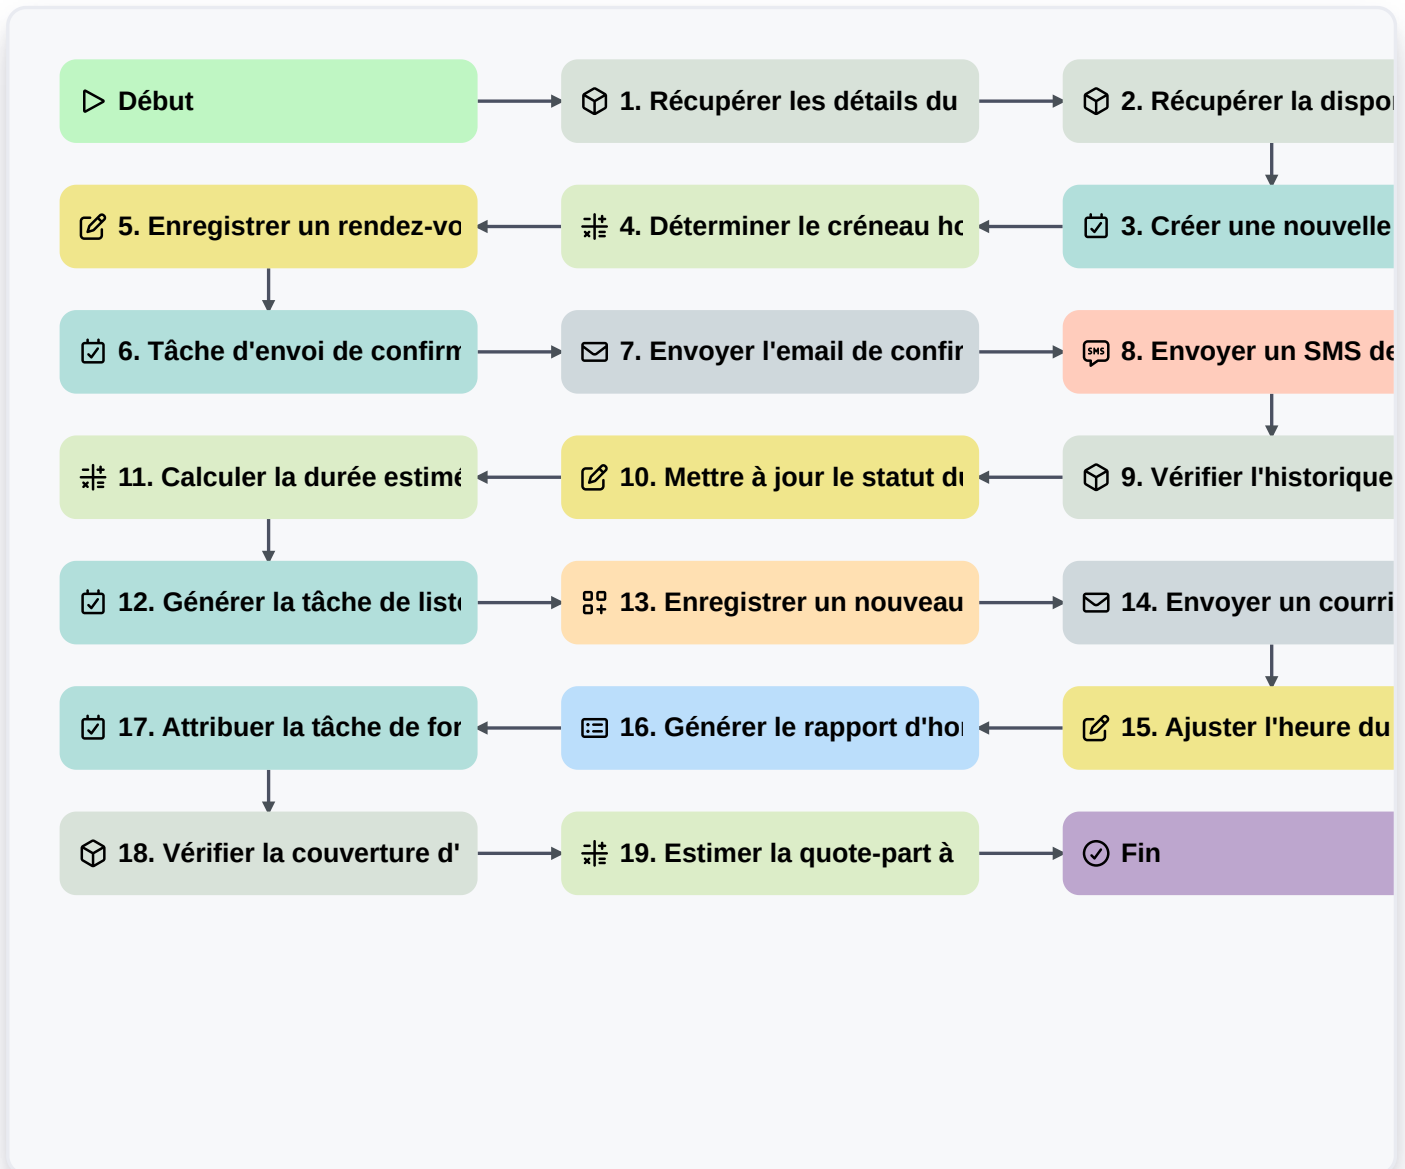 Début
1. Récupérer les détails du
2. Récupérer la dispo
3. Créer une nouvelle
4. Déterminer le créneau ho
5. Enregistrer un rendez-vo
6. Tâche d'envoi de confirm
7. Envoyer l'email de confir
SMS
8. Envoyer un SMS de
9. Vérifier l'historique
10. Mettre à jour le statut du
11. Calculer la durée estimé
12. Générer la tâche de liste
13. Enregistrer un nouveau
14. Envoyer un courri
15. Ajuster l'heure du
16. Générer le rapport d'hor
17. Attribuer la tâche de for
18. Vérifier la couverture d'
19. Estimer la quote-part à
Fin